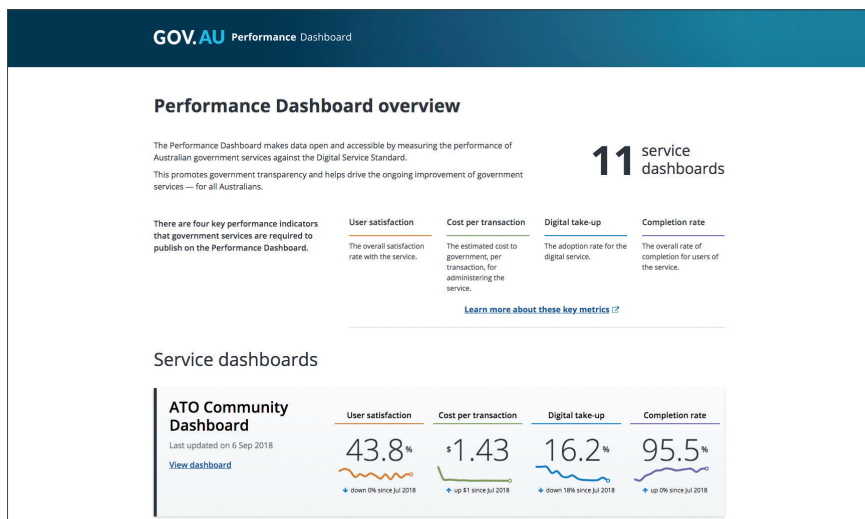 GOV.AU Performance Dashboard
Performance Dashboard overview
The Performance Dashboard makes data open and accessible by measuring the performance of
Australian government services against the Digital Service Standard.
This promotes government transparency and helps drive the ongoing improvement of government
services — for all Australians.
11 service
dashboards
There are four key performance indicators
that government services are required to
publish on the Performance Dashboard.
User satisfaction
The overall satisfaction
rate with the service.
Cost per transaction
The estimated cost to
government, per
transaction, for
administering the
service.
Digital take-up
The adoption rate for the
digital service.
Completion rate
The overall rate of
completion for users of
the service.
Learn more about these key metrics
Service dashboards
ATO Community
Dashboard
Last updated on 6 Sep 2018
View dashboard
User satisfaction
43.8%
down 0% since Jul 2018
Cost per transaction
$1.43
up $1 since Jul 2018
Digital take-up
16.2%
down 18% since Jul 2018
Completion rate
95.5%
up 0% since Jul 2018